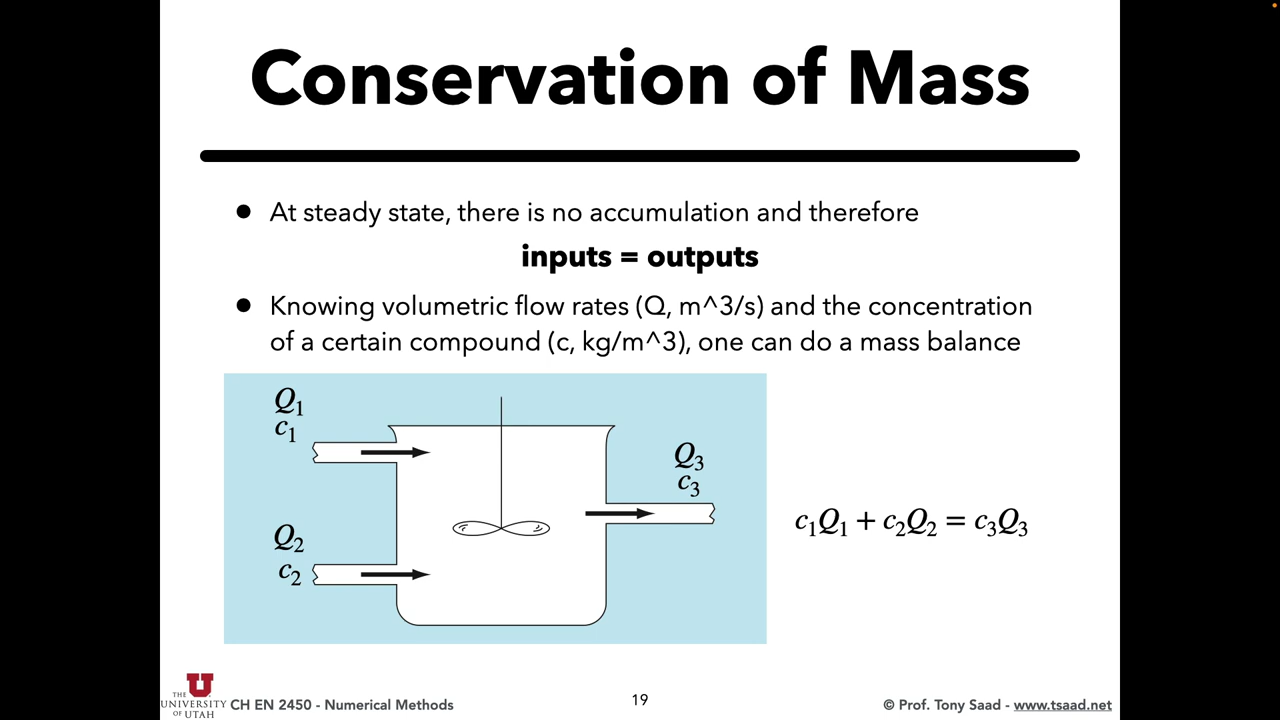 Conservation of Mass
● At steady state, there is no accumulation and therefore
inputs = outputs
● Knowing volumetric flow rates (Q, m^3/s) and the concentration
of a certain compound (c, kg/m^3), one can do a mass balance
Q₁
c₁
Q₂
c₂
Q₃
c₃
c₁Q₁ + c₂Q₂ = c₃Q₃
U
THE
UNIVERSITY
OF UTAH
CH EN 2450 - Numerical Methods
19
© Prof. Tony Saad - www.tsaad.net